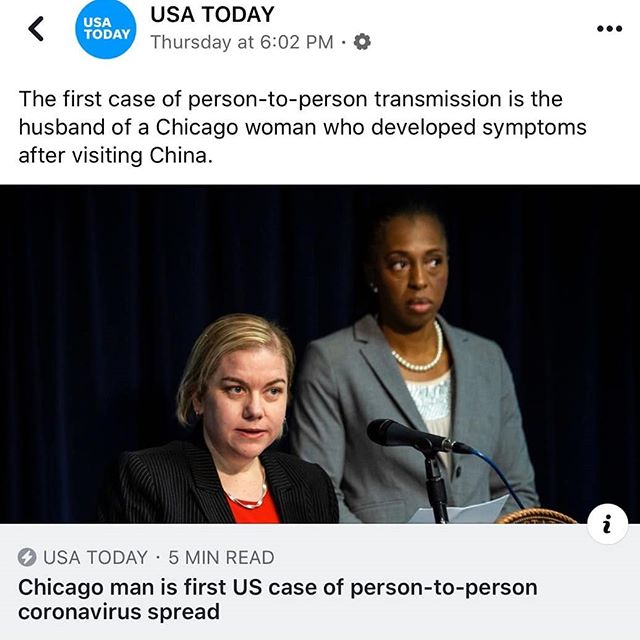 USA TODAY
USA
TODAY
Thursday at 6:02 PM ·
The first case of person-to-person transmission is the
husband of a Chicago woman who developed symptoms
after visiting China.
i
USA TODAY · 5 MIN READ
Chicago man is first US case of person-to-person
coronavirus spread